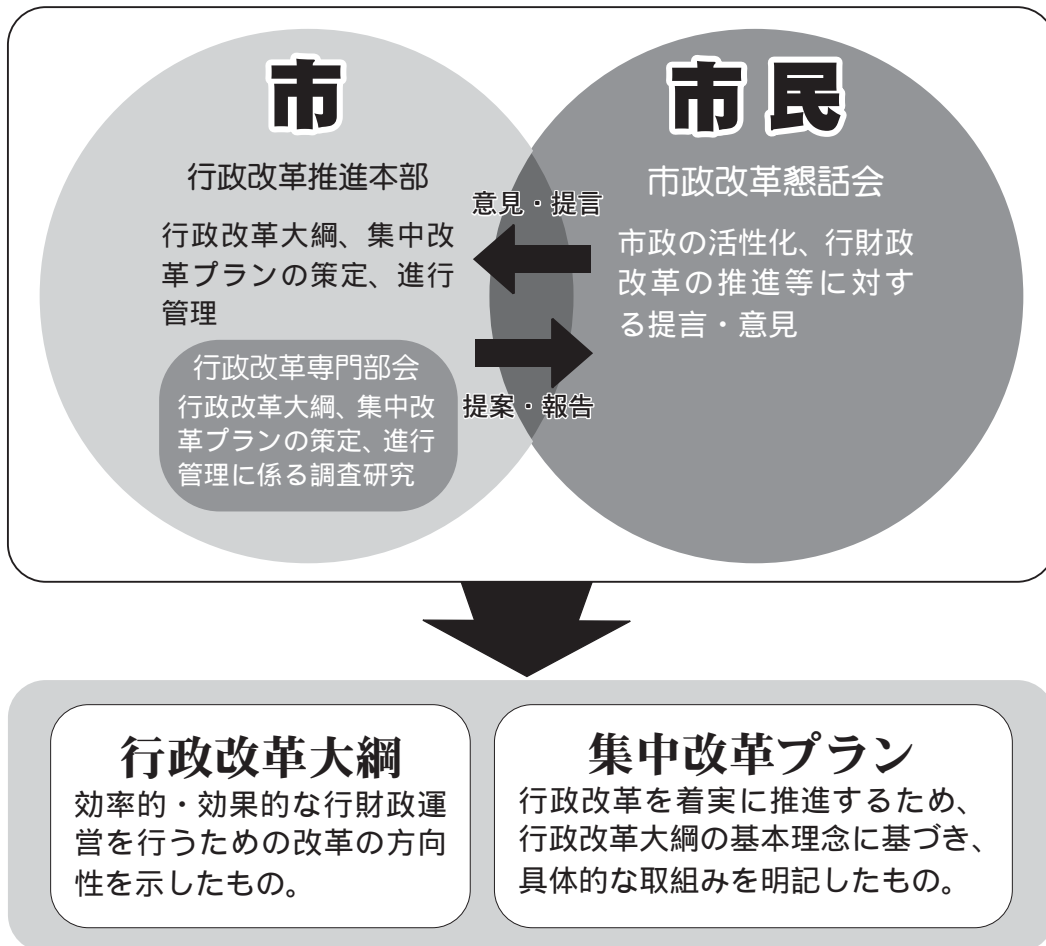 市
行政改革推進本部
行政改革大綱、集中改
革プランの策定、進行
管理
行政改革専門部会
行政改革大綱、集中改
革プランの策定、進行
管理に係る調査研究
意見・提言
提案・報告
市民
市政改革懇話会
市政の活性化、行財政
改革の推進等に対す
る提言・意見
行政改革大綱
効率的・効果的な行財政運
営を行うための改革の方向
性を示したもの。
集中改革プラン
行政改革を着実に推進するため、
行政改革大綱の基本理念に基づき、
具体的な取組みを明記したもの。